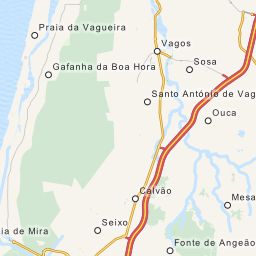 Praia da Vagueira
Vagos
Sosa
Gafanha da Boa Hora
Santo António de Vag
Ouca
Calvão
Mesa
Seixo
ia de Mira
Fonte de Angeão